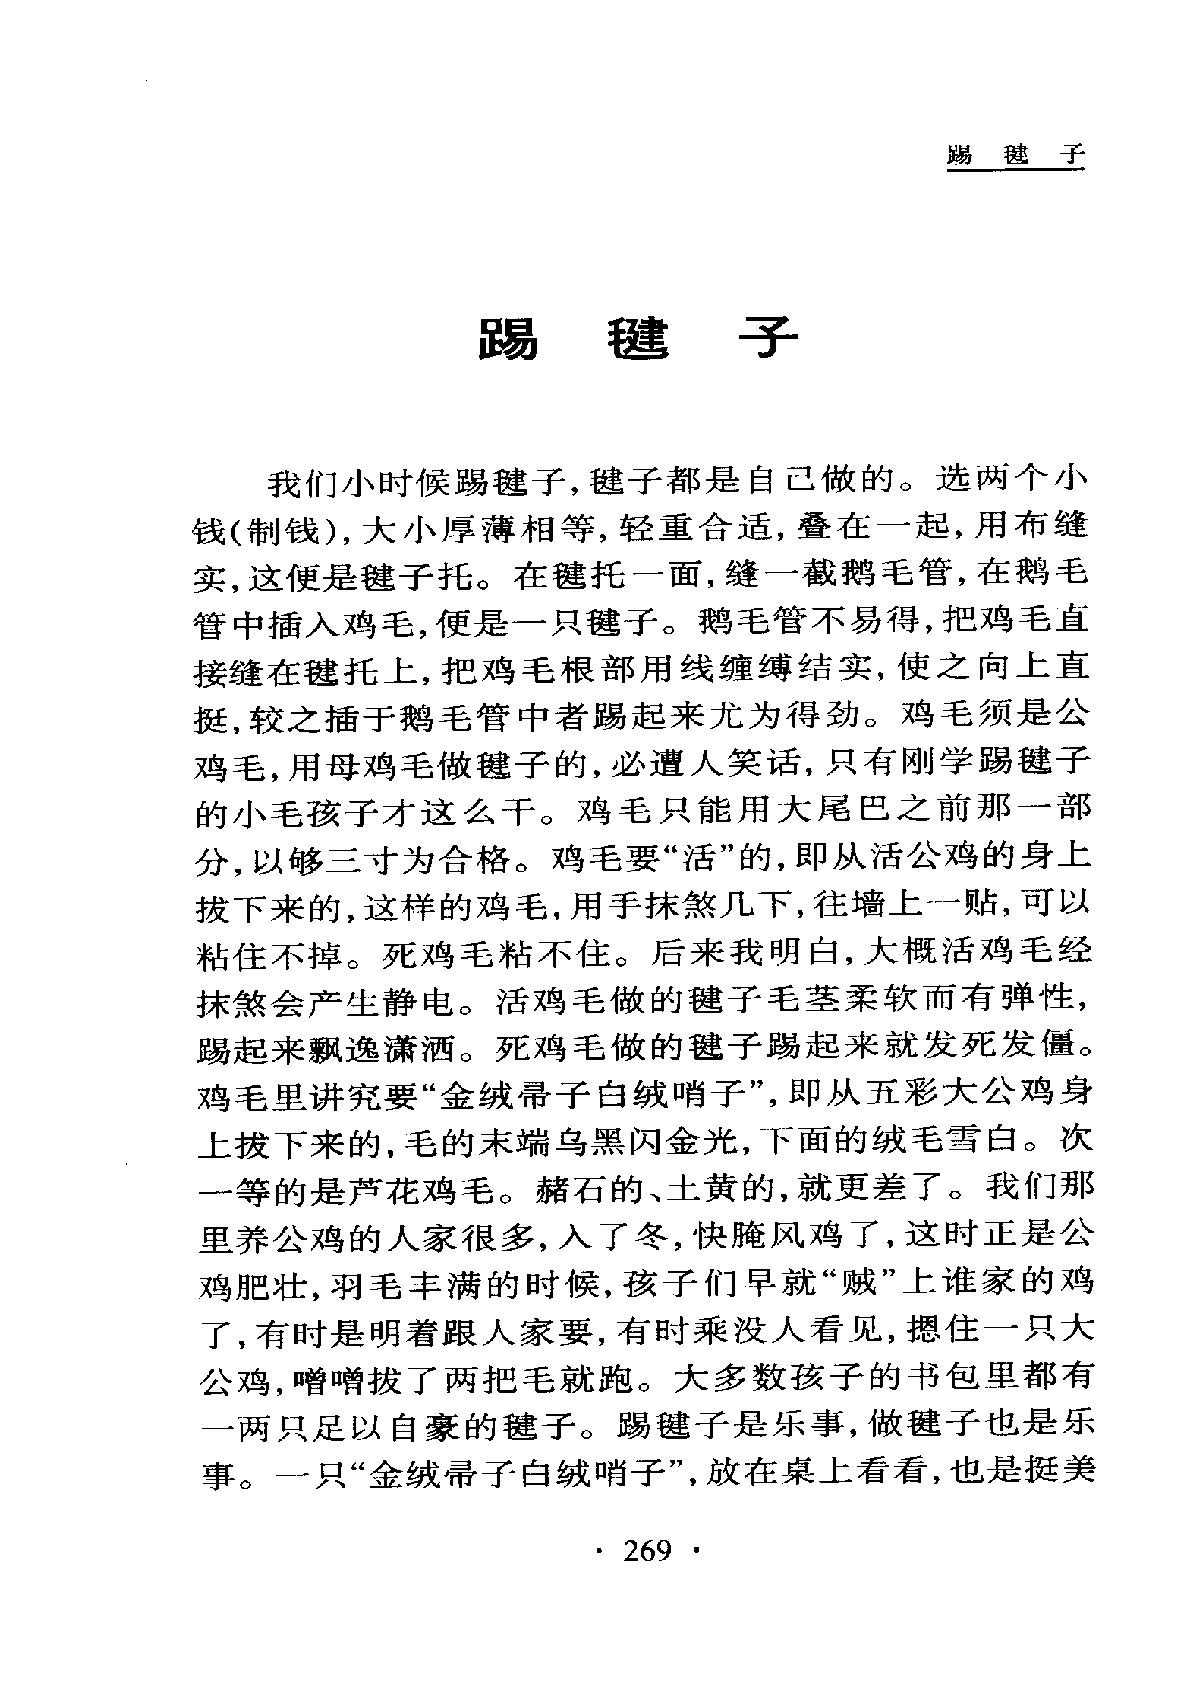 踢毽子
踢毽子
我们小时候踢毽子,毽子都是自己做的。选两个小
钱(制钱),大小厚薄相等,轻重合适,叠在一起,用布缝
实,这便是毽子托。在毽托一面,缝一截鹅毛管,在鹅毛
管中插入鸡毛,便是一只毽子。鹅毛管不易得,把鸡毛直
接缝在毽托上,把鸡毛根部用线缠缚结实,使之向上直
挺,较之插于鹅毛管中者踢起来尤为得劲。鸡毛须是公
鸡毛,用母鸡毛做毽子的,必遭人笑话,只有刚学踢毽子
的小毛孩子才这么干。鸡毛只能用大尾巴之前那一部
分,以够三寸为合格。鸡毛要“活”的,即从活公鸡的身上
拔下来的,这样的鸡毛,用手抹煞几下,往墙上一贴,可以
粘住不掉。死鸡毛粘不住。后来我明白,大概活鸡毛经
抹煞会产生静电。活鸡毛做的毽子毛茎柔软而有弹性,
踢起来飘逸潇洒。死鸡毛做的毽子踢起来就发死发僵。
鸡毛里讲究要“金绒帚子白绒哨子”,即从五彩大公鸡身
上拔下来的,毛的末端乌黑闪金光,下面的绒毛雪白。次
一等的是芦花鸡毛。赭石的、土黄的,就更差了。我们那
里养公鸡的人家很多,入了冬,快腌风鸡了,这时正是公
鸡肥壮,羽毛丰满的时候,孩子们早就“贼”上谁家的鸡
了,有时是明着跟人家要,有时乘没人看见,摁住一只大
公鸡,噌噌拔了两把毛就跑。大多数孩子的书包里都有
一两只足以自豪的毽子。踢毽子是乐事,做毽子也是乐
事。一只“金绒帚子白绒哨子”,放在桌上看看,也是挺美
· 269 ·